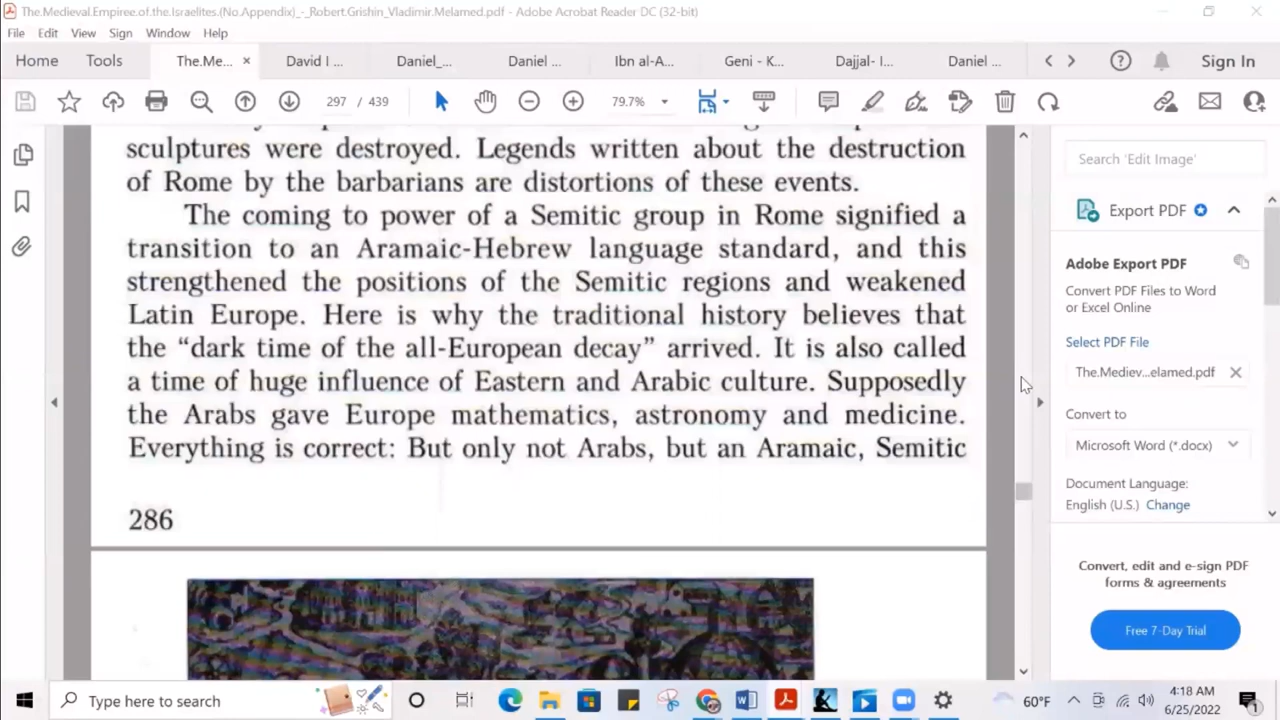 The.Medieval.Empiree.of.the.Israelites.(No.Appendix)_-_Robert.Grishin_Vladimir.Melamed.pdf - Adobe Acrobat Reader DC (32-bit)
File Edit View Sign Window Help
Home Tools The.Me... × David I ... Daniel_... Daniel ... Ibn al-A... Geni - K... Dajjal- I... Daniel ... Sign In
297 / 439 79.7%
sculptures were destroyed. Legends written about the destruction
of Rome by the barbarians are distortions of these events.
The coming to power of a Semitic group in Rome signified a
transition to an Aramaic-Hebrew language standard, and this
strengthened the positions of the Semitic regions and weakened
Latin Europe. Here is why the traditional history believes that
the “dark time of the all-European decay” arrived. It is also called
a time of huge influence of Eastern and Arabic culture. Supposedly
the Arabs gave Europe mathematics, astronomy and medicine.
Everything is correct: But only not Arabs, but an Aramaic, Semitic
286
Search 'Edit Image'
Export PDF
Adobe Export PDF
Convert PDF Files to Word
or Excel Online
Select PDF File
The.Mediev...elamed.pdf
Convert to
Microsoft Word (*.docx)
Document Language:
English (U.S.) Change
Convert, edit and e-sign PDF
forms & agreements
Free 7-Day Trial
Type here to search
60°F
4:18 AM
6/25/2022